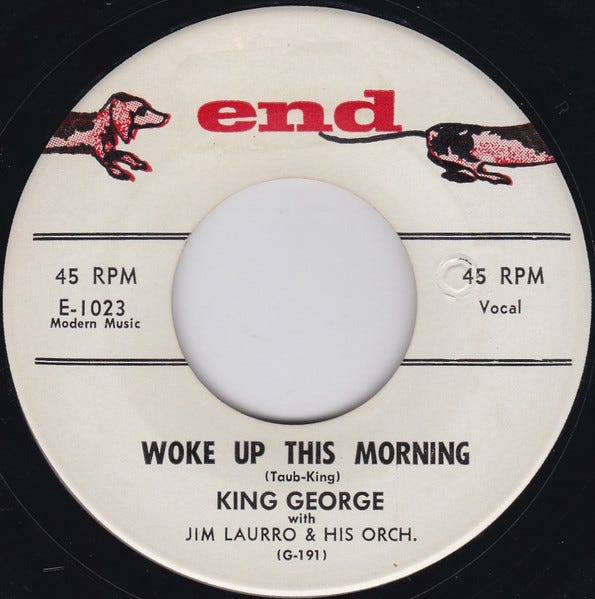 end
45 RPM
E-1023
Modern Music
45 RPM
Vocal
WOKE UP THIS MORNING
(Taub-King)
KING GEORGE
with
JIM LAURRO & HIS ORCH.
(G-191)